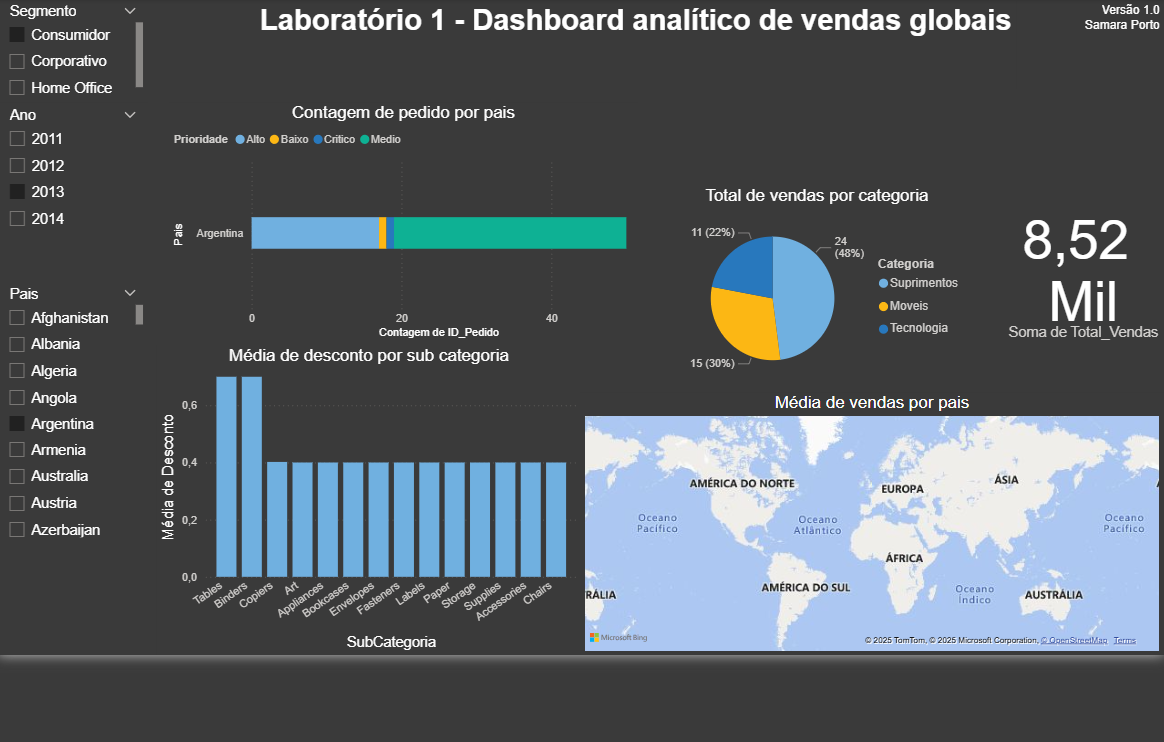 Laboratório 1 - Dashboard analítico de vendas globais
Versão 1.0
Samara Porto
Segmento
Consumidor
Corporativo
Home Office
Ano
2011
2012
2013
2014
Pais
Afghanistan
Albania
Algeria
Angola
Argentina
Armenia
Australia
Austria
Azerbaijan
Contagem de pedido por pais
Prioridade Alto Baixo Critico Medio
Pais
Argentina
0 20 40
Contagem de ID_Pedido
Total de vendas por categoria
11 (22%)
24
(48%)
15 (30%)
Categoria
Suprimentos
Moveis
Tecnologia
8,52
Mil
Soma de Total_Vendas
Média de desconto por sub categoria
Média de Desconto
0,6
0,4
0,2
0,0
Tables
Binders
Copiers
Art
Appliances
Bookcases
Envelopes
Fasteners
Labels
Paper
Storage
Supplies
Accessories
Chairs
SubCategoria
Média de vendas por pais
AMÉRICA DO NORTE
EUROPA
ÁSIA
Oceano
Pacífico
Oceano
Atlântico
Oceano
Pacífico
ÁFRICA
AMÉRICA DO SUL
Oceano
Índico
RÁLIA
AUSTRÁLIA
Microsoft Bing
© 2025 TomTom, © 2025 Microsoft Corporation, © OpenStreetMap Terms